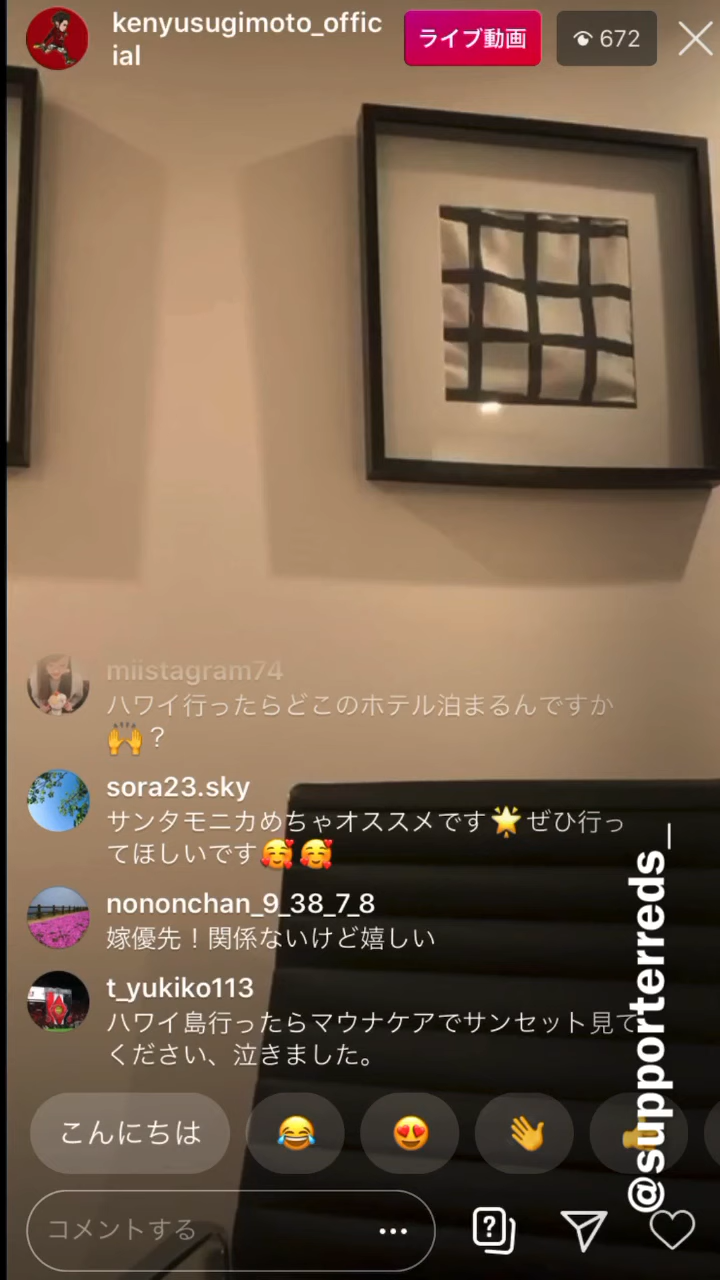 kenyusugimoto_offic
ial
ライブ動画
672
miistagram74
ハワイ行ったらどこのホテル泊まるんですか
🙌？
sora23.sky
サンタモニカめちゃオススメです🌟ぜひ行っ
てほしいです🥰🥰
nononchan_9_38_7_8
嫁優先！関係ないけど嬉しい
t_yukiko113
ハワイ島行ったらマウナケアでサンセット見て
ください、泣きました。
こんにちは
コメントする
@supporterreds_